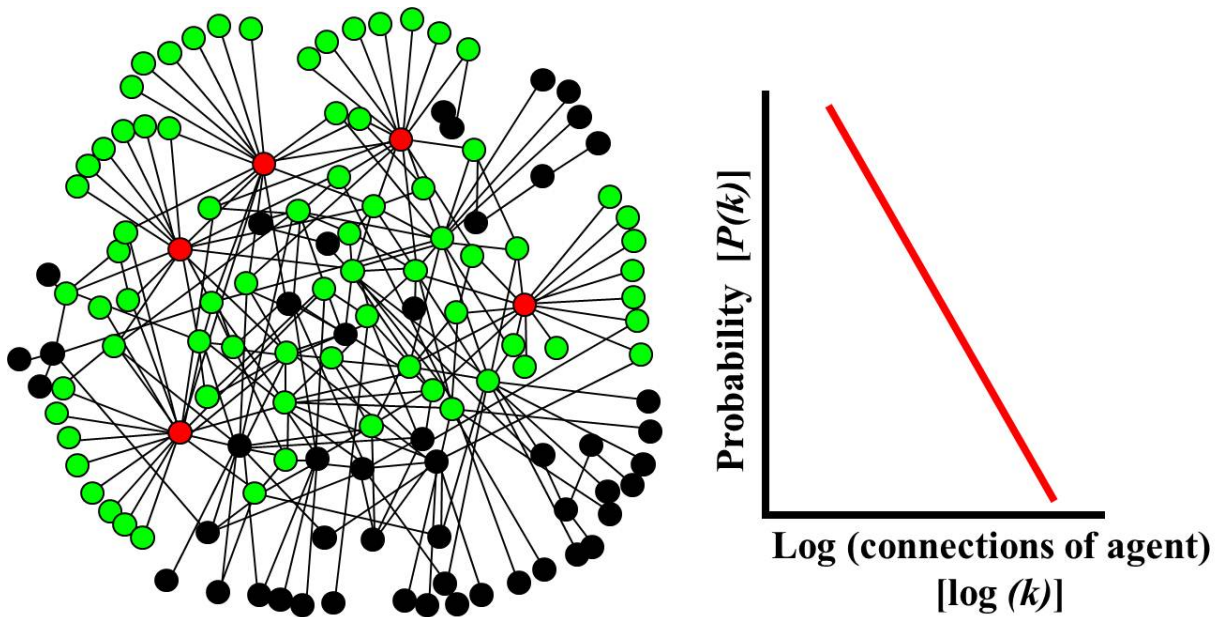 Probability [P(k)]
Log (connections of agent)
[log (k)]